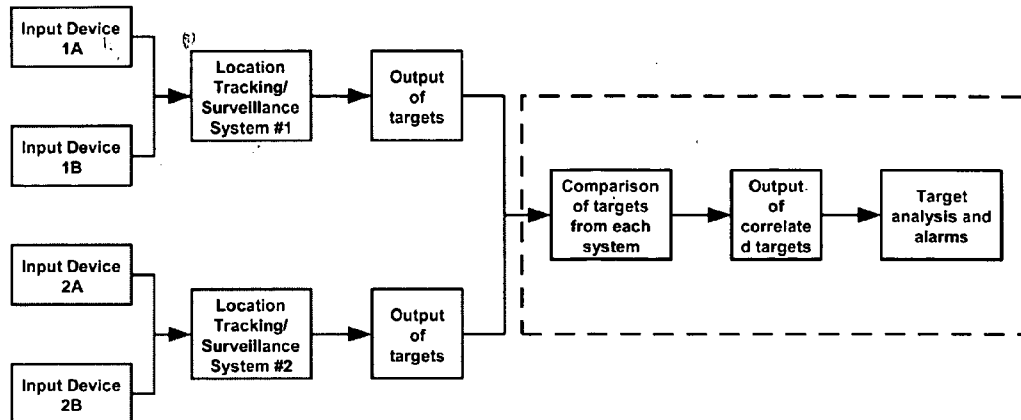 Input Device
1A
Location
Tracking/
Surveillance
System #1
Output
of
targets
Input Device
1B
Comparison
of targets
from each
system
Output
of
correlate
d targets
Target
analysis and
alarms
Input Device
2A
Location
Tracking/
Surveillance
System #2
Output
of
targets
Input Device
2B